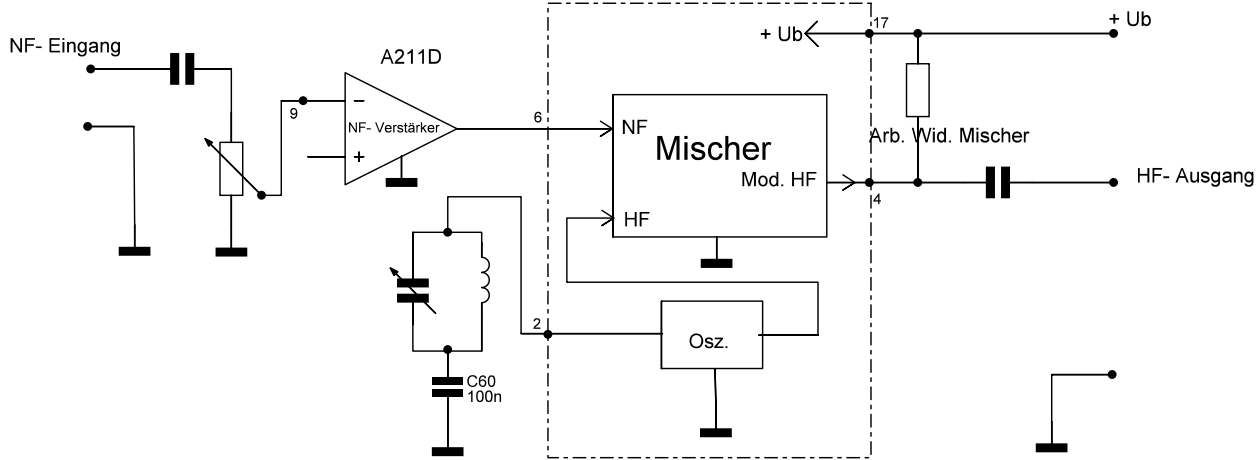 NF- Eingang
A211D
9
−
NF- Verstärker
+
6
+ Ub
17
+ Ub
NF
Mischer
Mod. HF
HF
Arb. Wid. Mischer
4
HF- Ausgang
2
Osz.
C60
100n